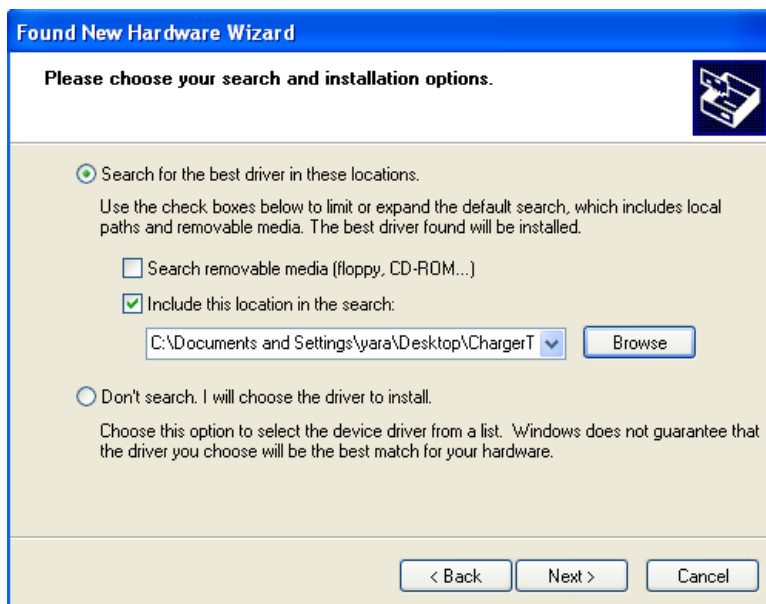 Found New Hardware Wizard
Please choose your search and installation options.
Search for the best driver in these locations.
Use the check boxes below to limit or expand the default search, which includes local
paths and removable media. The best driver found will be installed.
Search removable media (floppy, CD-ROM...)
Include this location in the search:
C:\Documents and Settings\yara\Desktop\ChargerT
Browse
Don't search. I will choose the driver to install.
Choose this option to select the device driver from a list. Windows does not guarantee that
the driver you choose will be the best match for your hardware.
< Back
Next >
Cancel